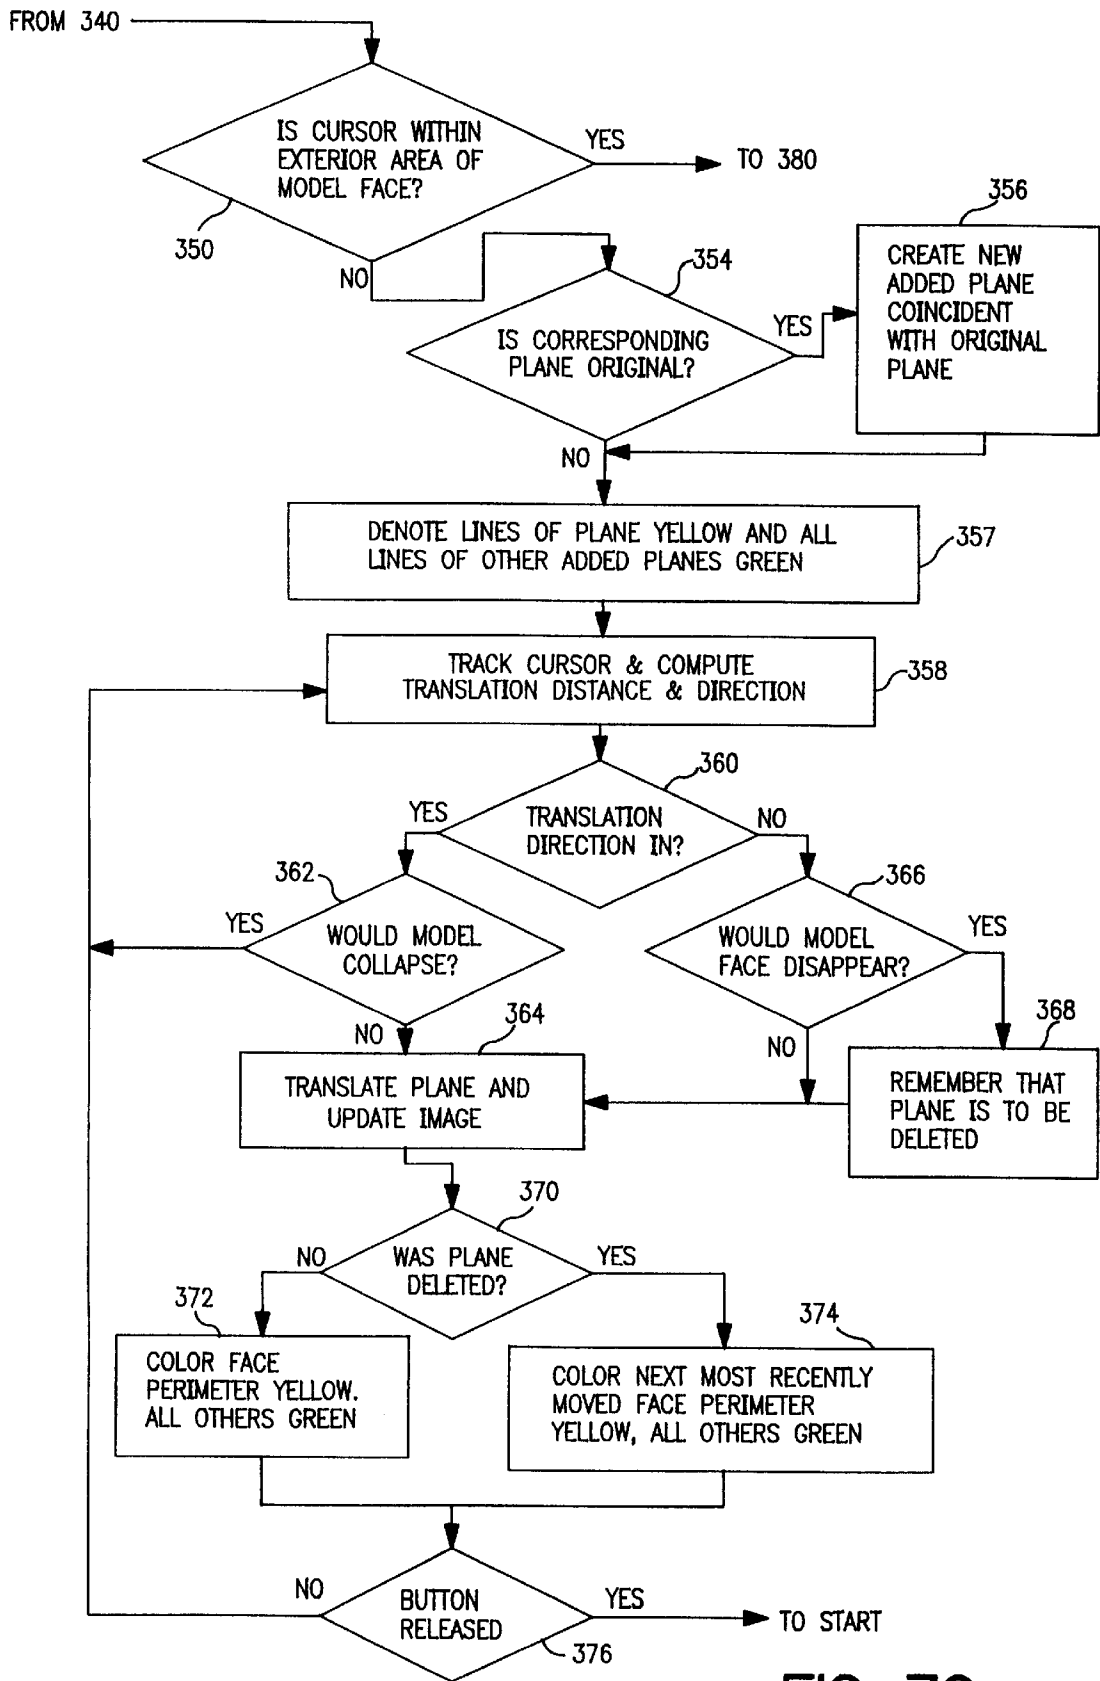 FROM 340
IS CURSOR WITHIN
EXTERIOR AREA OF
MODEL FACE?
YES
TO 380
350
NO
354
356
CREATE NEW
ADDED PLANE
COINCIDENT
WITH ORIGINAL
PLANE
IS CORRESPONDING
PLANE ORIGINAL?
YES
NO
DENOTE LINES OF PLANE YELLOW AND ALL
LINES OF OTHER ADDED PLANES GREEN
357
TRACK CURSOR & COMPUTE
TRANSLATION DISTANCE & DIRECTION
358
360
YES
TRANSLATION
DIRECTION IN?
NO
362
YES
WOULD MODEL
COLLAPSE?
NO
366
WOULD MODEL
FACE DISAPPEAR?
YES
NO
364
TRANSLATE PLANE AND
UPDATE IMAGE
368
REMEMBER THAT
PLANE IS TO BE
DELETED
370
NO
WAS PLANE
DELETED?
YES
372
COLOR FACE
PERIMETER YELLOW.
ALL OTHERS GREEN
374
COLOR NEXT MOST RECENTLY
MOVED FACE PERIMETER
YELLOW, ALL OTHERS GREEN
NO
BUTTON
RELEASED
YES
TO START
376